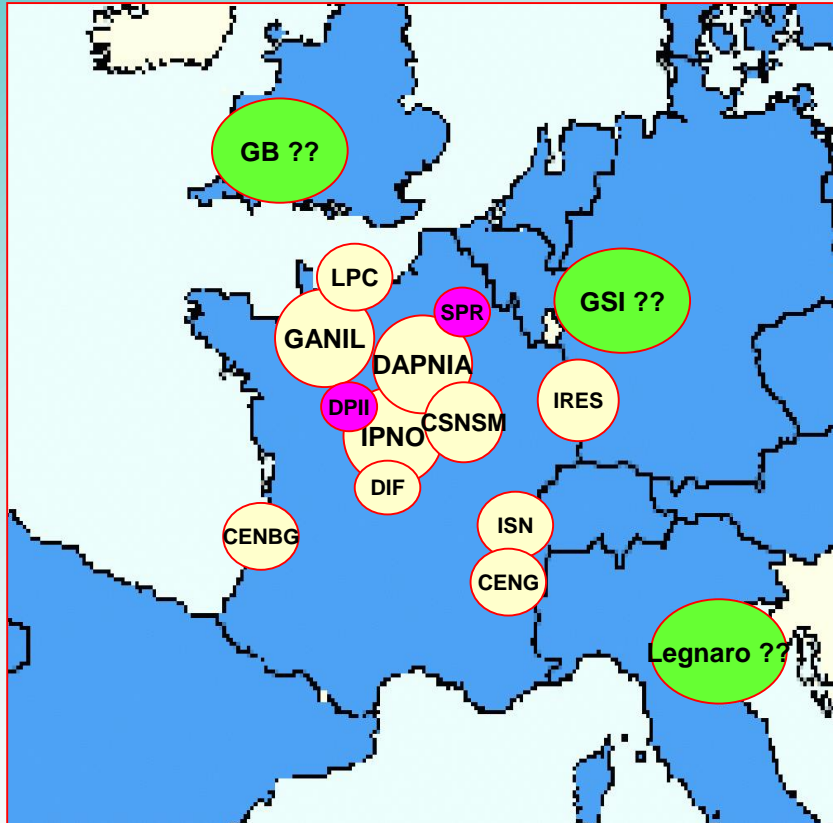 GB ??
LPC
GSI ??
SPR
GANIL
DAPNIA
IRES
DPII
CSNSM
IPNO
DIF
ISN
CENBG
CENG
Legnaro ??